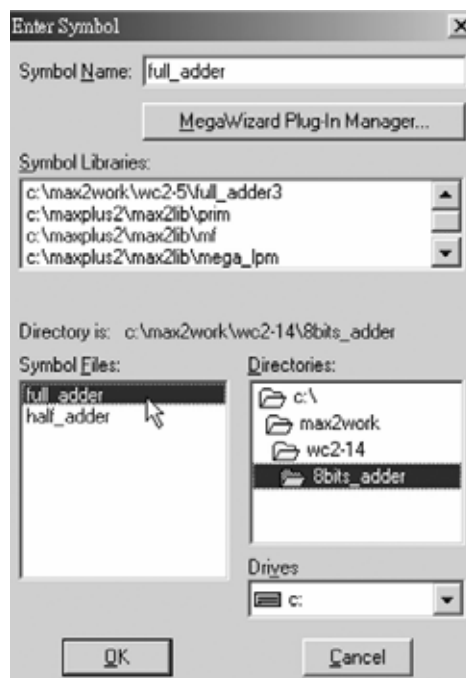 Enter Symbol
Symbol Name: full_adder
MegaWizard Plug-In Manager...
Symbol Libraries:
c:\max2work\wc2-5\full_adder3
c:\maxplus2\max2lib\prim
c:\maxplus2\max2lib\mf
c:\maxplus2\max2lib\mega_lpm
Directory is: c:\max2work\wc2-14\8bits_adder
Symbol Files:
full_adder
half_adder
Directories:
c:\
max2work
wc2-14
8bits_adder
Drives
c:
OK
Cancel